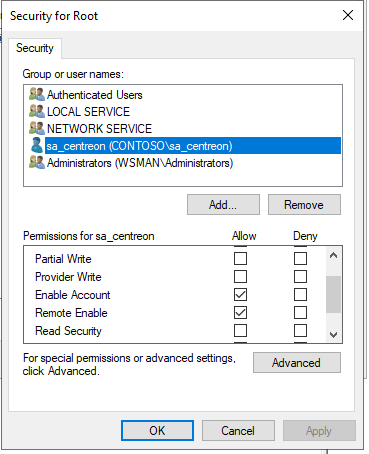 Security for Root
Security
Group or user names:
Authenticated Users
LOCAL SERVICE
NETWORK SERVICE
sa_centreon (CONTOSO\sa_centreon)
Administrators (WSMAN\Administrators)
Add... Remove
Permissions for sa_centreon Allow Deny
Partial Write
Provider Write
Enable Account
Remote Enable
Read Security
For special permissions or advanced settings,
click Advanced.
Advanced
OK Cancel Apply